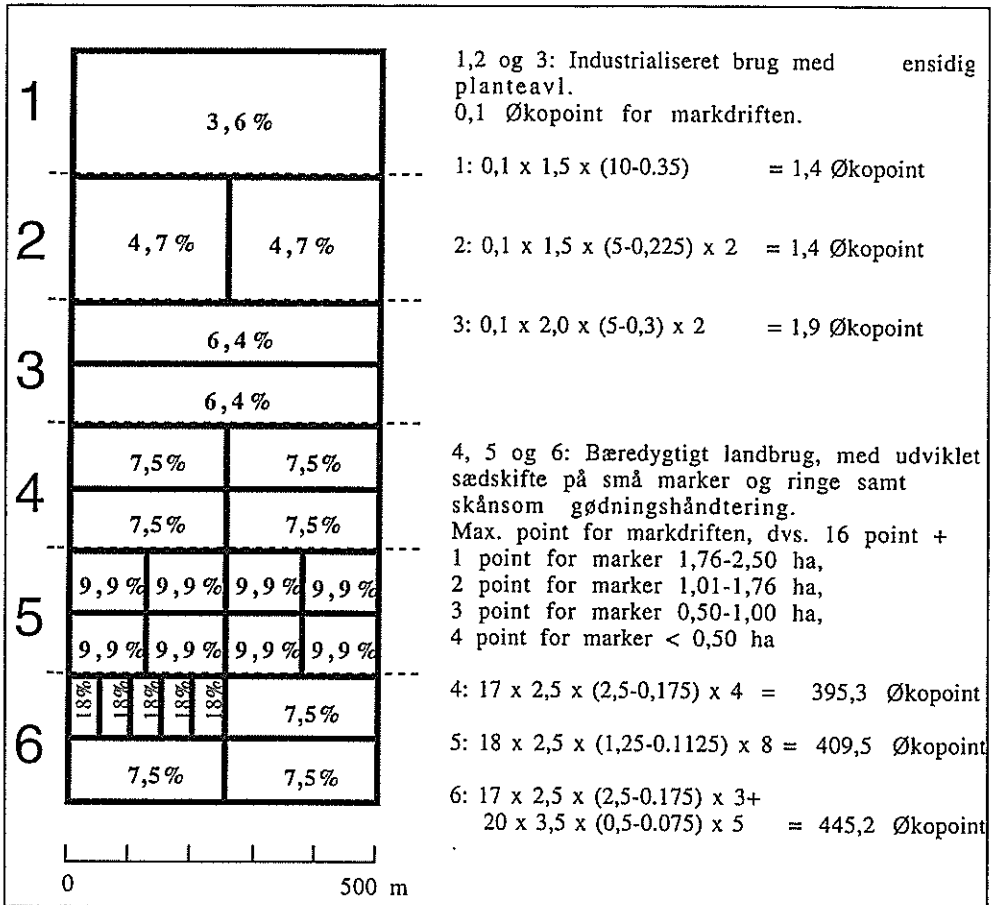 1
3,6%
2
4,7% 4,7%
3
6,4%
6,4%
4
7,5% 7,5%
7,5% 7,5%
5
9,9% 9,9% 9,9% 9,9%
9,9% 9,9% 9,9% 9,9%
6
18% 18% 18% 18% 18% 7,5%
7,5% 7,5%
0 500 m
1,2 og 3: Industrialiseret brug med ensidig
planteavl.
0,1 Økopoint for markdriften.
1: 0,1 x 1,5 x (10-0.35) = 1,4 Økopoint
2: 0,1 x 1,5 x (5-0,225) x 2 = 1,4 Økopoint
3: 0,1 x 2,0 x (5-0,3) x 2 = 1,9 Økopoint
4, 5 og 6: Bæredygtigt landbrug, med udviklet
sædskifte på små marker og ringe samt
skånsom gødningshåndtering.
Max. point for markdriften, dvs. 16 point +
1 point for marker 1,76-2,50 ha,
2 point for marker 1,01-1,76 ha,
3 point for marker 0,50-1,00 ha,
4 point for marker < 0,50 ha
4: 17 x 2,5 x (2,5-0,175) x 4 = 395,3 Økopoint
5: 18 x 2,5 x (1,25-0.1125) x 8 = 409,5 Økopoint
6: 17 x 2,5 x (2,5-0.175) x 3+
20 x 3,5 x (0,5-0.075) x 5 = 445,2 Økopoint